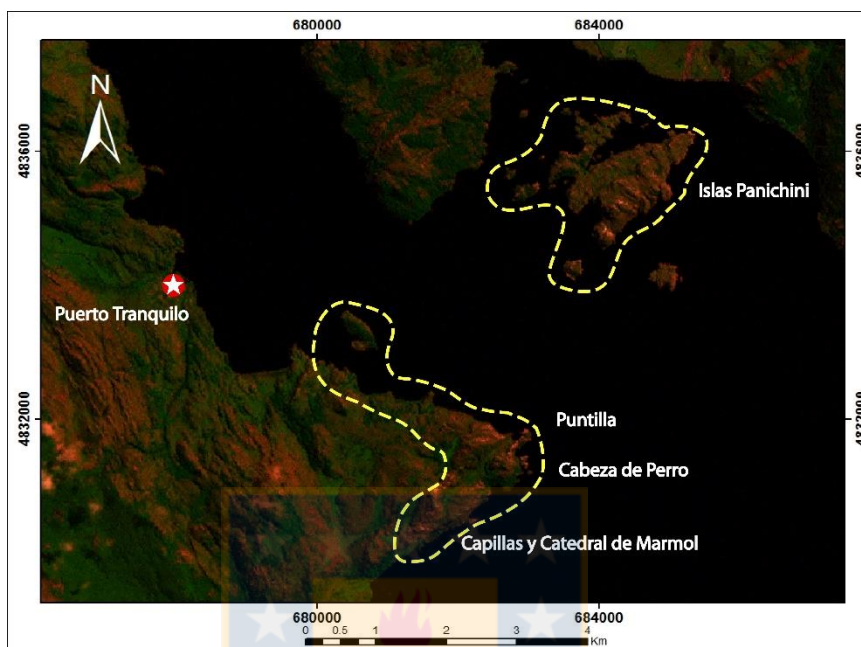 680000 684000
N
4836000 4836000
Islas Panichini
Puerto Tranquilo
4832000 4832000
Puntilla
Cabeza de Perro
Capillas y Catedral de Marmol
680000 684000
0 0.5 1 2 3 4
Km